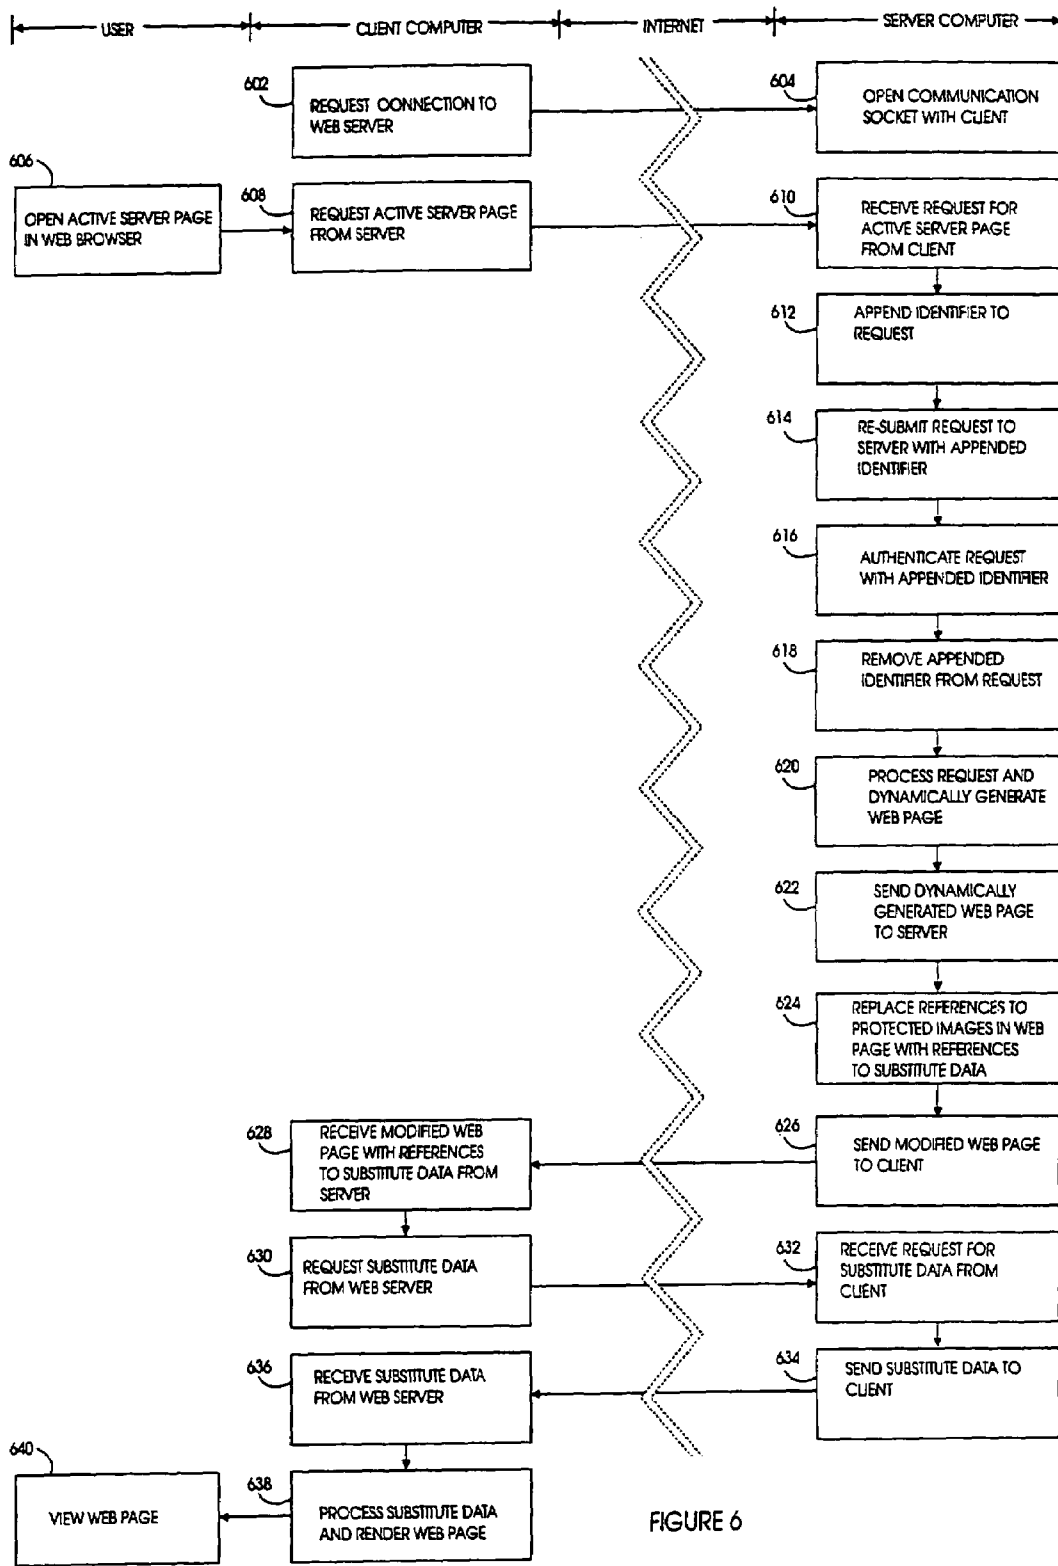 USER
CLIENT COMPUTER
INTERNET
SERVER COMPUTER
602
REQUEST CONNECTION TO
WEB SERVER
604
OPEN COMMUNICATION
SOCKET WITH CLIENT
606
OPEN ACTIVE SERVER PAGE
IN WEB BROWSER
608
REQUEST ACTIVE SERVER PAGE
FROM SERVER
610
RECEIVE REQUEST FOR
ACTIVE SERVER PAGE
FROM CLIENT
612
APPEND IDENTIFIER TO
REQUEST
614
RE-SUBMIT REQUEST TO
SERVER WITH APPENDED
IDENTIFIER
616
AUTHENTICATE REQUEST
WITH APPENDED IDENTIFIER
618
REMOVE APPENDED
IDENTIFIER FROM REQUEST
620
PROCESS REQUEST AND
DYNAMICALLY GENERATE
WEB PAGE
622
SEND DYNAMICALLY
GENERATED WEB PAGE
TO SERVER
624
REPLACE REFERENCES TO
PROTECTED IMAGES IN WEB
PAGE WITH REFERENCES
TO SUBSTITUTE DATA
626
SEND MODIFIED WEB PAGE
TO CLIENT
628
RECEIVE MODIFIED WEB
PAGE WITH REFERENCES
TO SUBSTITUTE DATA FROM
SERVER
630
REQUEST SUBSTITUTE DATA
FROM WEB SERVER
632
RECEIVE REQUEST FOR
SUBSTITUTE DATA FROM
CLIENT
634
SEND SUBSTITUTE DATA TO
CLIENT
636
RECEIVE SUBSTITUTE DATA
FROM WEB SERVER
638
PROCESS SUBSTITUTE DATA
AND RENDER WEB PAGE
640
VIEW WEB PAGE
FIGURE 6